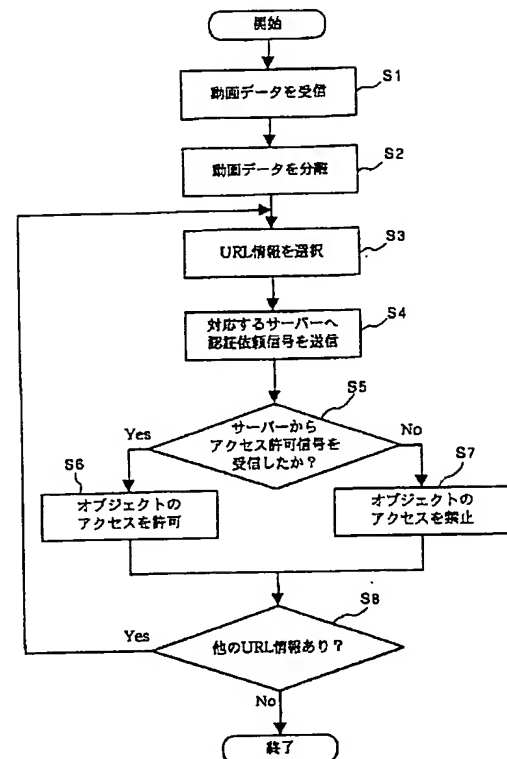 開始
動画データを受信
S1
動画データを分離
S2
URL情報を選択
S3
対応するサーバーへ
認証依頼信号を送信
S4
サーバーから
アクセス許可信号を
受信したか？
S5
Yes
No
オブジェクトの
アクセスを許可
S6
オブジェクトの
アクセスを禁止
S7
他のURL情報あり？
S8
Yes
No
終了